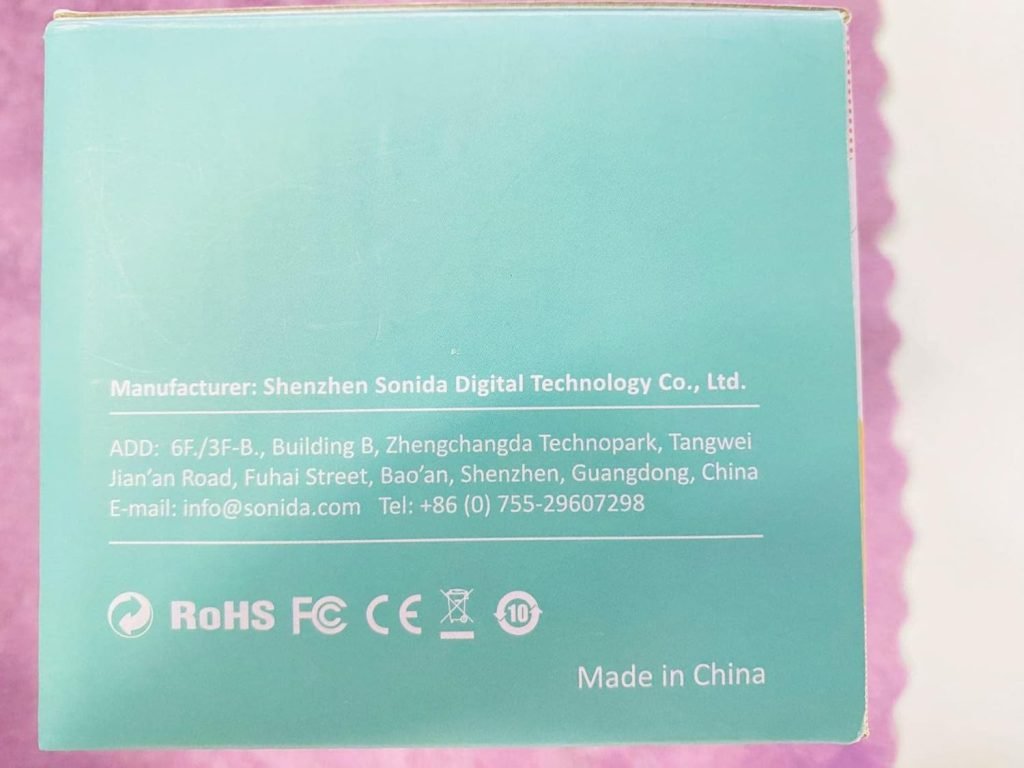 Manufacturer: Shenzhen Sonida Digital Technology Co., Ltd.
ADD: 6F./3F-B., Building B, Zhengchangda Technopark, Tangwei
Jian’an Road, Fuhai Street, Bao’an, Shenzhen, Guangdong, China
E-mail: info@sonida.com Tel: +86 (0) 755-29607298
RoHS FC CE 10
Made in China